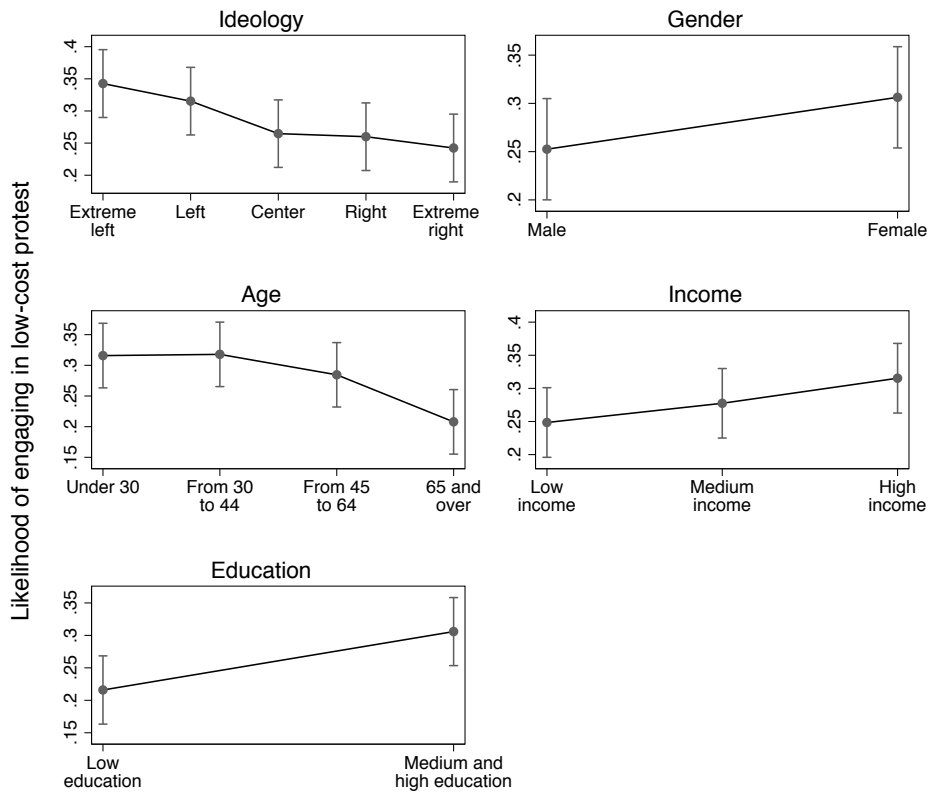 Likelihood of engaging in low-cost protest
Ideology
.4
.35
.3
.25
.2
Extreme
left
Left
Center
Right
Extreme
right
Gender
.35
.3
.25
.2
Male
Female
Age
.35
.3
.25
.2
.15
Under 30
From 30
to 44
From 45
to 64
65 and
over
Income
.4
.35
.3
.25
.2
Low
income
Medium
income
High
income
Education
.35
.3
.25
.2
.15
Low
education
Medium and
high education